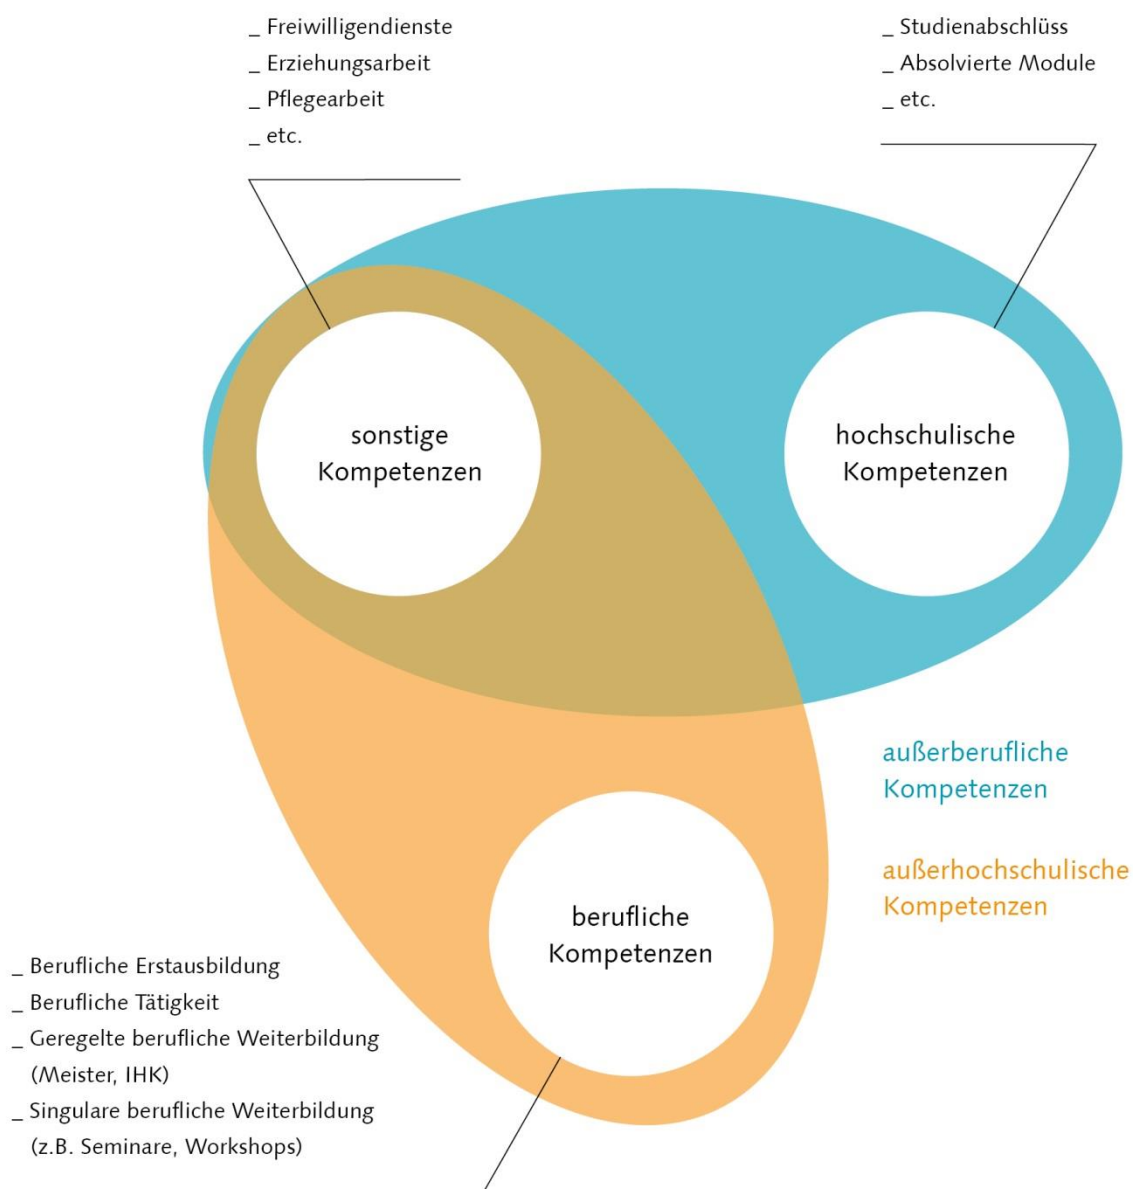 _ Freiwilligendienste
_ Erziehungsarbeit
_ Pflegearbeit
_ etc.
_ Studienabschlüss
_ Absolvierte Module
_ etc.
sonstige
Kompetenzen
hochschulische
Kompetenzen
außerberufliche
Kompetenzen
außerhochschulische
Kompetenzen
berufliche
Kompetenzen
_ Berufliche Erstausbildung
_ Berufliche Tätigkeit
_ Geregelte berufliche Weiterbildung
(Meister, IHK)
_ Singulare berufliche Weiterbildung
(z.B. Seminare, Workshops)